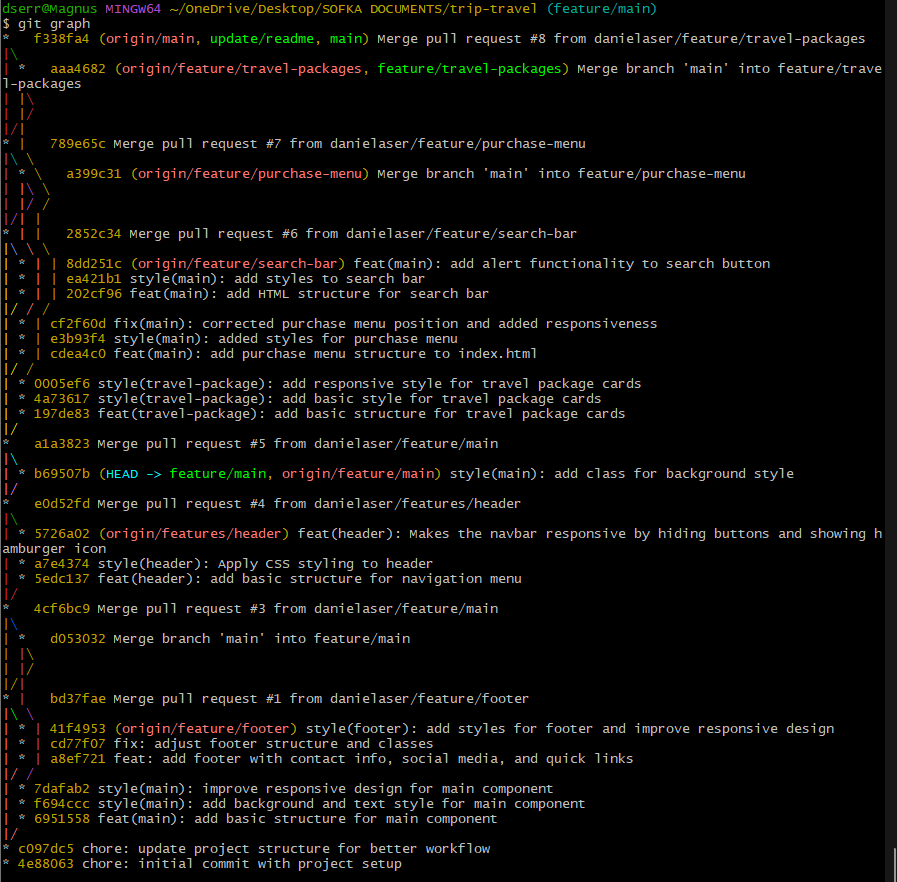 dserr@Magnus MINGW64 ~/OneDrive/Desktop/SOFKA DOCUMENTS/trip-travel (feature/main)
$ git graph
*   f338fa4 (origin/main, update/readme, main) Merge pull request #8 from danielaser/feature/travel-packages
|\
| *   aaa4682 (origin/feature/travel-packages, feature/travel-packages) Merge branch 'main' into feature/trave
l-packages
| |\
| |/
|/|
* |   789e65c Merge pull request #7 from danielaser/feature/purchase-menu
|\ \
| * \   a399c31 (origin/feature/purchase-menu) Merge branch 'main' into feature/purchase-menu
| |\ \
| |/ /
|/| |
* | |   2852c34 Merge pull request #6 from danielaser/feature/search-bar
|\ \ \
| * | | 8dd251c (origin/feature/search-bar) feat(main): add alert functionality to search button
| * | | ea421b1 style(main): add styles to search bar
| * | | 202cf96 feat(main): add HTML structure for search bar
|/ / /
| * | cf2f60d fix(main): corrected purchase menu position and added responsiveness
| * | e3b93f4 style(main): added styles for purchase menu
| * | cdea4c0 feat(main): add purchase menu structure to index.html
|/ /
| * 0005ef6 style(travel-package): add responsive style for travel package cards
| * 4a73617 style(travel-package): add basic style for travel package cards
| * 197de83 feat(travel-package): add basic structure for travel package cards
|/
*   a1a3823 Merge pull request #5 from danielaser/feature/main
|\
| * b69507b (HEAD -> feature/main, origin/feature/main) style(main): add class for background style
|/
*   e0d52fd Merge pull request #4 from danielaser/features/header
|\
| * 5726a02 (origin/features/header) feat(header): Makes the navbar responsive by hiding buttons and showing h
amburger icon
| * a7e4374 style(header): Apply CSS styling to header
| * 5edc137 feat(header): add basic structure for navigation menu
|/
*   4cf6bc9 Merge pull request #3 from danielaser/feature/main
|\
| *   d053032 Merge branch 'main' into feature/main
| |\
| |/
|/|
* |   bd37fae Merge pull request #1 from danielaser/feature/footer
|\ \
| * | 41f4953 (origin/feature/footer) style(footer): add styles for footer and improve responsive design
| * | cd77f07 fix: adjust footer structure and classes
| * | a8ef721 feat: add footer with contact info, social media, and quick links
|/ /
| * 7dafab2 style(main): improve responsive design for main component
| * f694ccc style(main): add background and text style for main component
| * 6951558 feat(main): add basic structure for main component
|/
* c097dc5 chore: update project structure for better workflow
* 4e88063 chore: initial commit with project setup